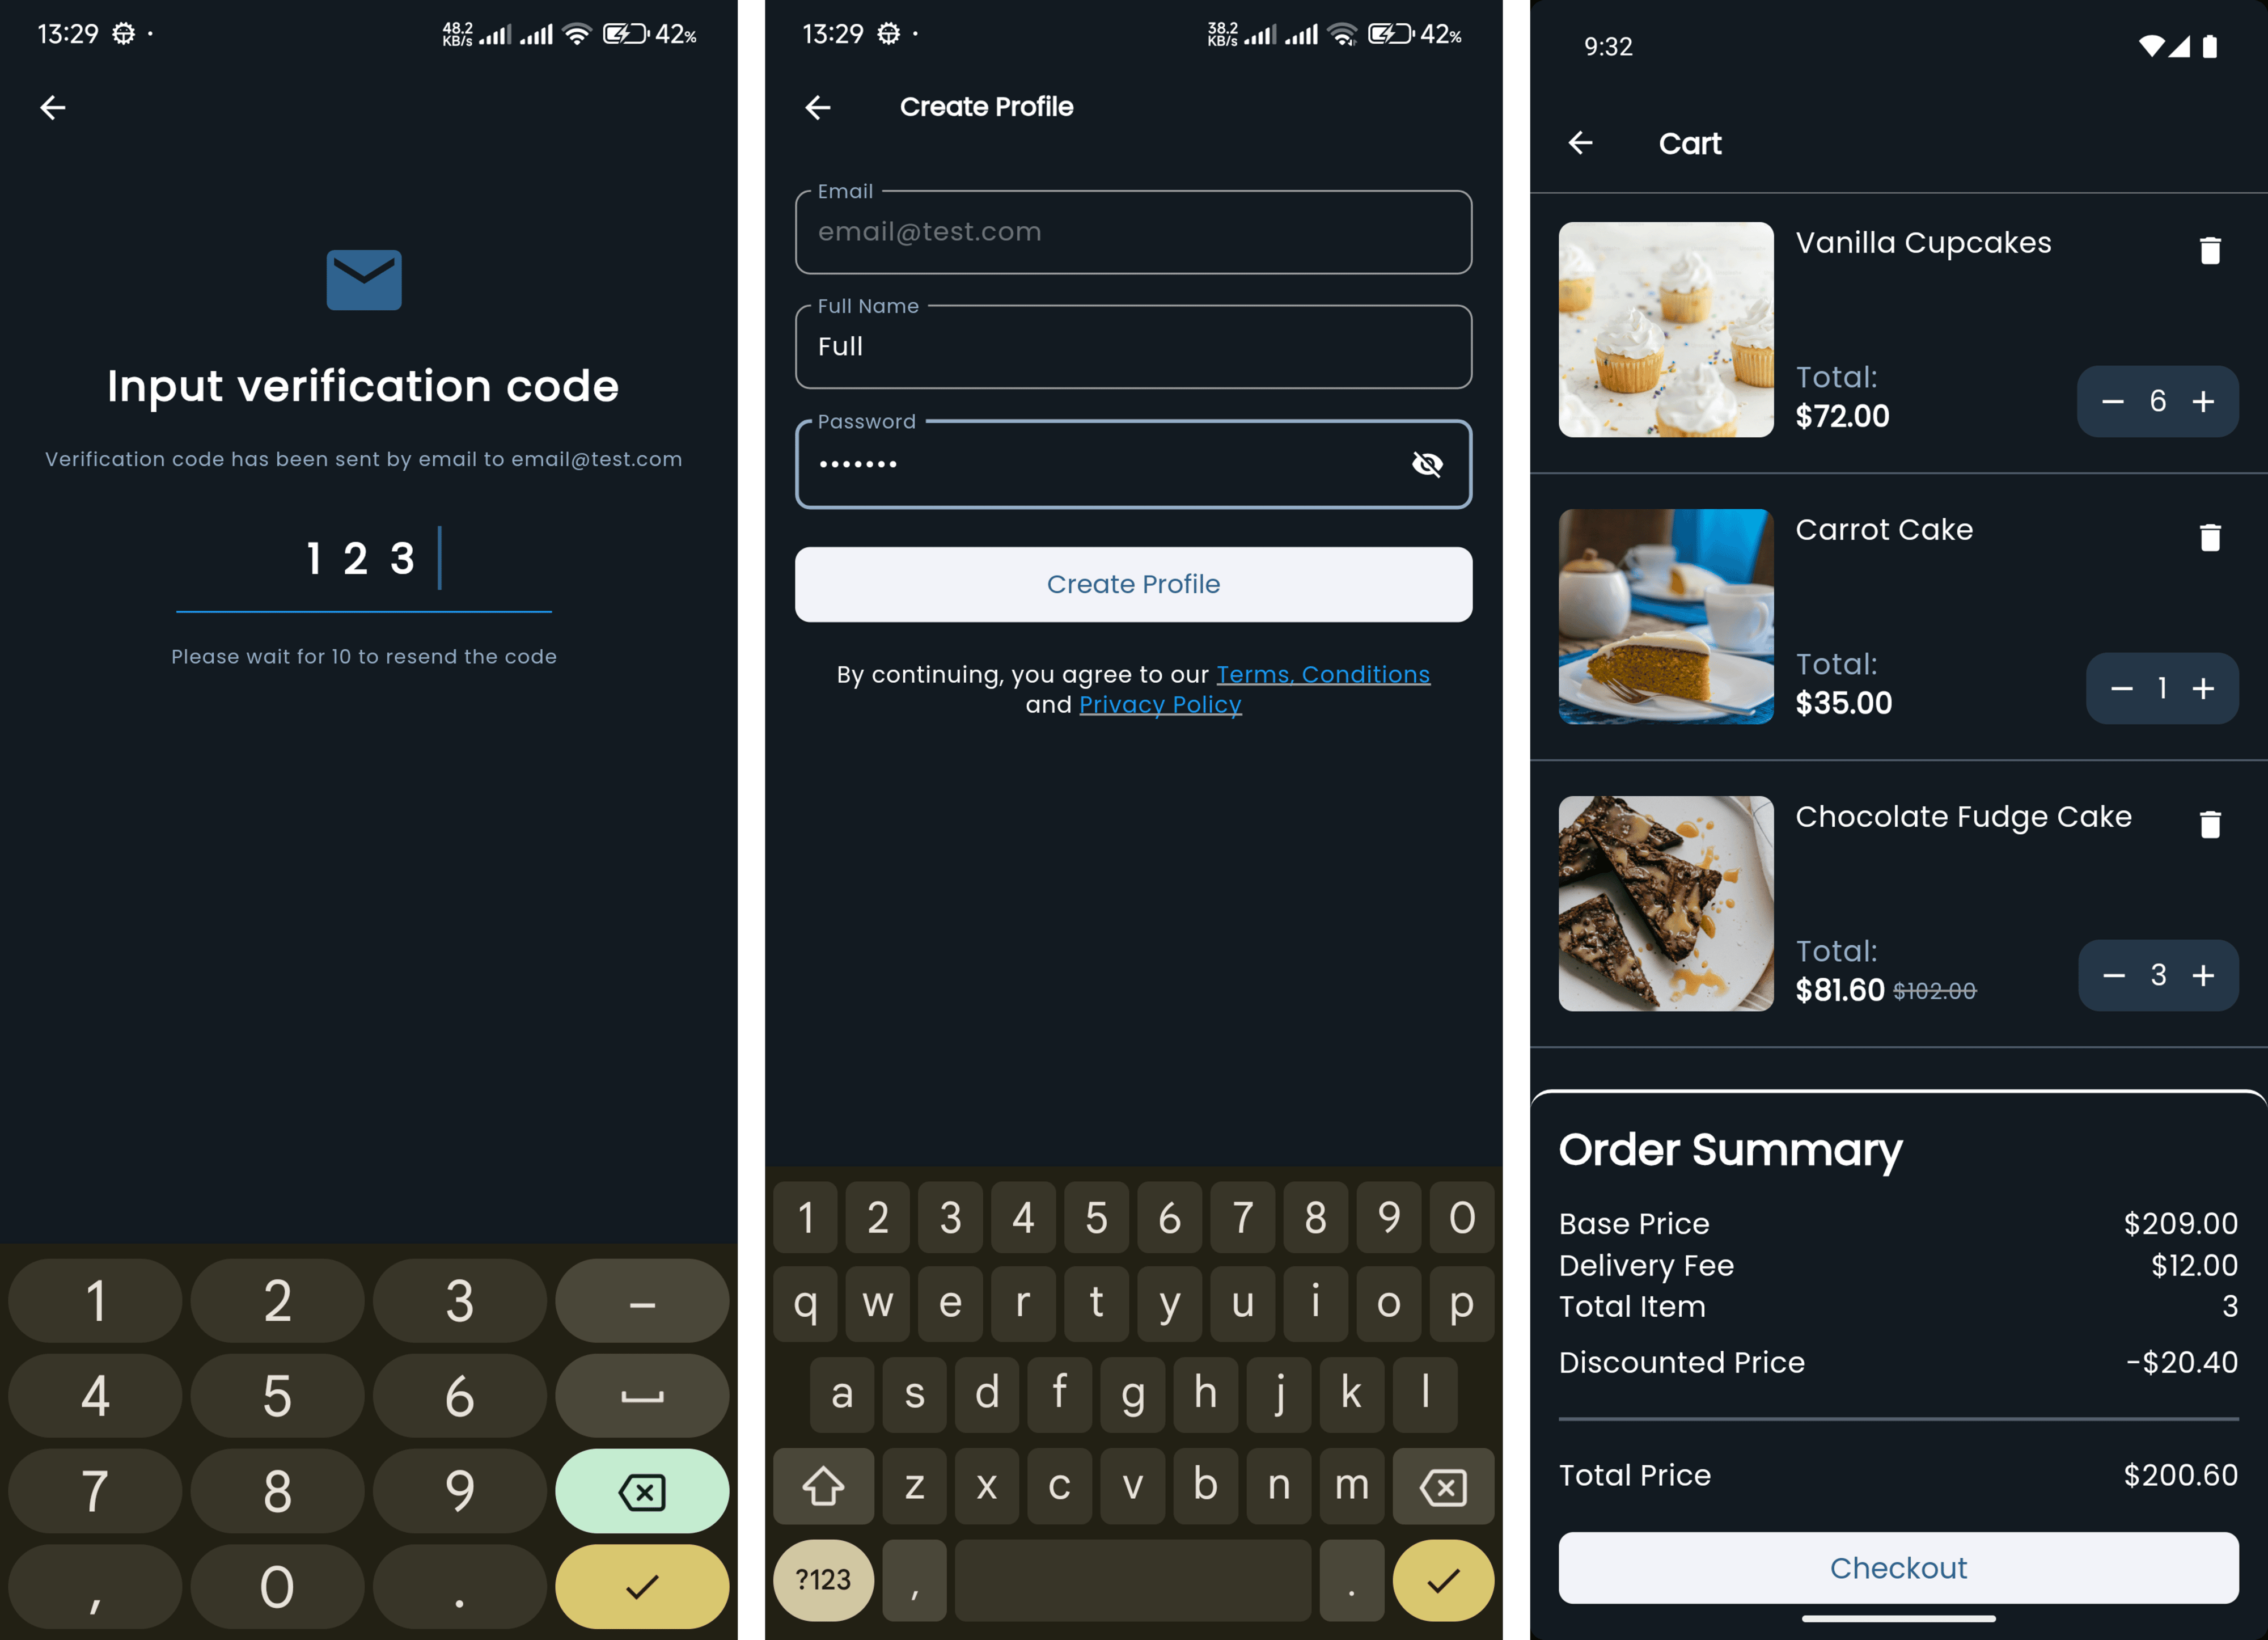 13:29
48.2
KB/s
42%
Input verification code
Verification code has been sent by email to email@test.com
1 2 3
Please wait for 10 to resend the code
1 2 3 –
4 5 6
7 8 9
, 0 .
13:29
38.2
KB/s
42%
Create Profile
Email
email@test.com
Full Name
Full
Password
•••••••
Create Profile
By continuing, you agree to our Terms, Conditions
and Privacy Policy
1 2 3 4 5 6 7 8 9 0
q w e r t y u i o p
a s d f g h j k l
z x c v b n m
?123 , .
9:32
Cart
Vanilla Cupcakes
Total:
$72.00
– 6 +
Carrot Cake
Total:
$35.00
– 1 +
Chocolate Fudge Cake
Total:
$81.60 $102.00
– 3 +
Order Summary
Base Price $209.00
Delivery Fee $12.00
Total Item 3
Discounted Price -$20.40
Total Price $200.60
Checkout